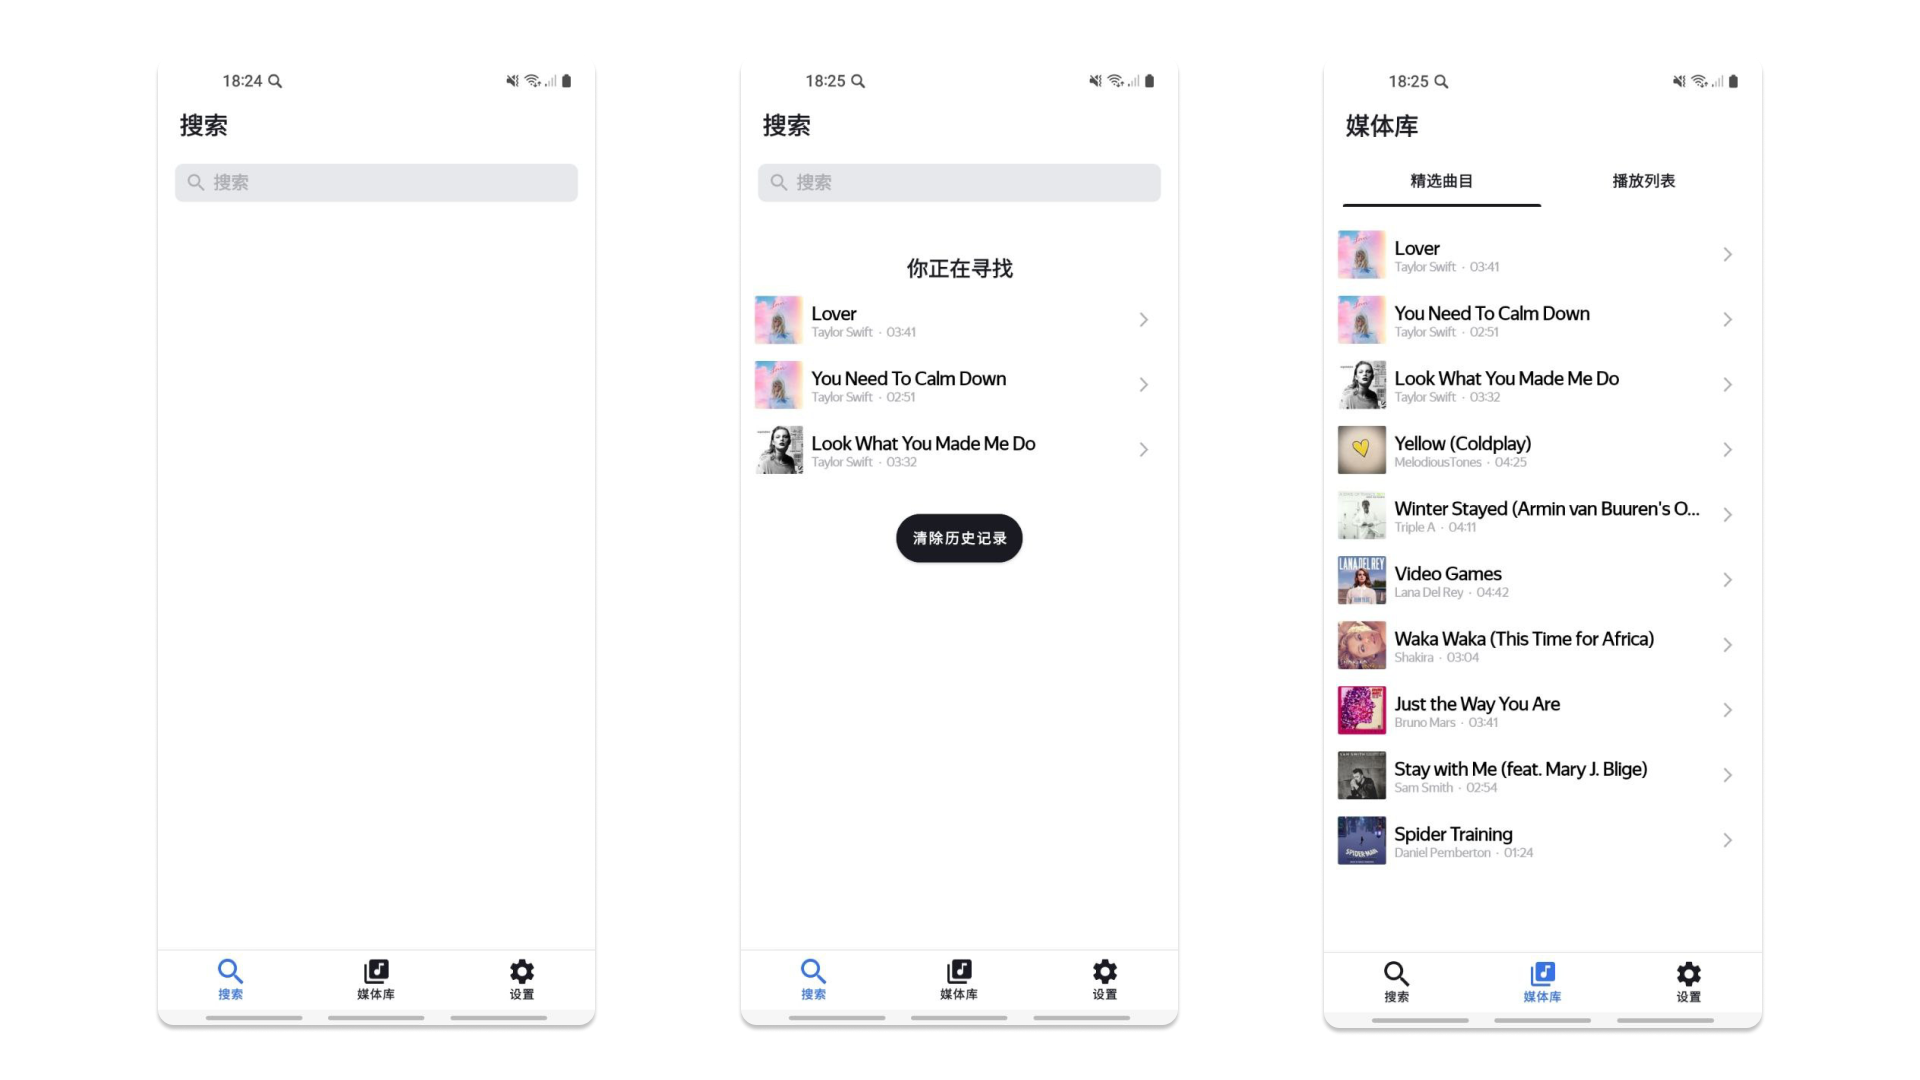 18:24
搜索
搜索
搜索
媒体库
设置
18:25
搜索
搜索
你正在寻找
Lover
Taylor Swift · 03:41
You Need To Calm Down
Taylor Swift · 02:51
Look What You Made Me Do
Taylor Swift · 03:32
清除历史记录
搜索
媒体库
设置
18:25
媒体库
精选曲目
播放列表
Lover
Taylor Swift · 03:41
You Need To Calm Down
Taylor Swift · 02:51
Look What You Made Me Do
Taylor Swift · 03:32
Yellow (Coldplay)
MelodiousTones · 04:25
Winter Stayed (Armin van Buuren's O...
Triple A · 04:11
LANA DEL REY
Video Games
Lana Del Rey · 04:42
Waka Waka (This Time for Africa)
Shakira · 03:04
Just the Way You Are
Bruno Mars · 03:41
Stay with Me (feat. Mary J. Blige)
Sam Smith · 02:54
SPIDER-MAN
Spider Training
Daniel Pemberton · 01:24
搜索
媒体库
设置